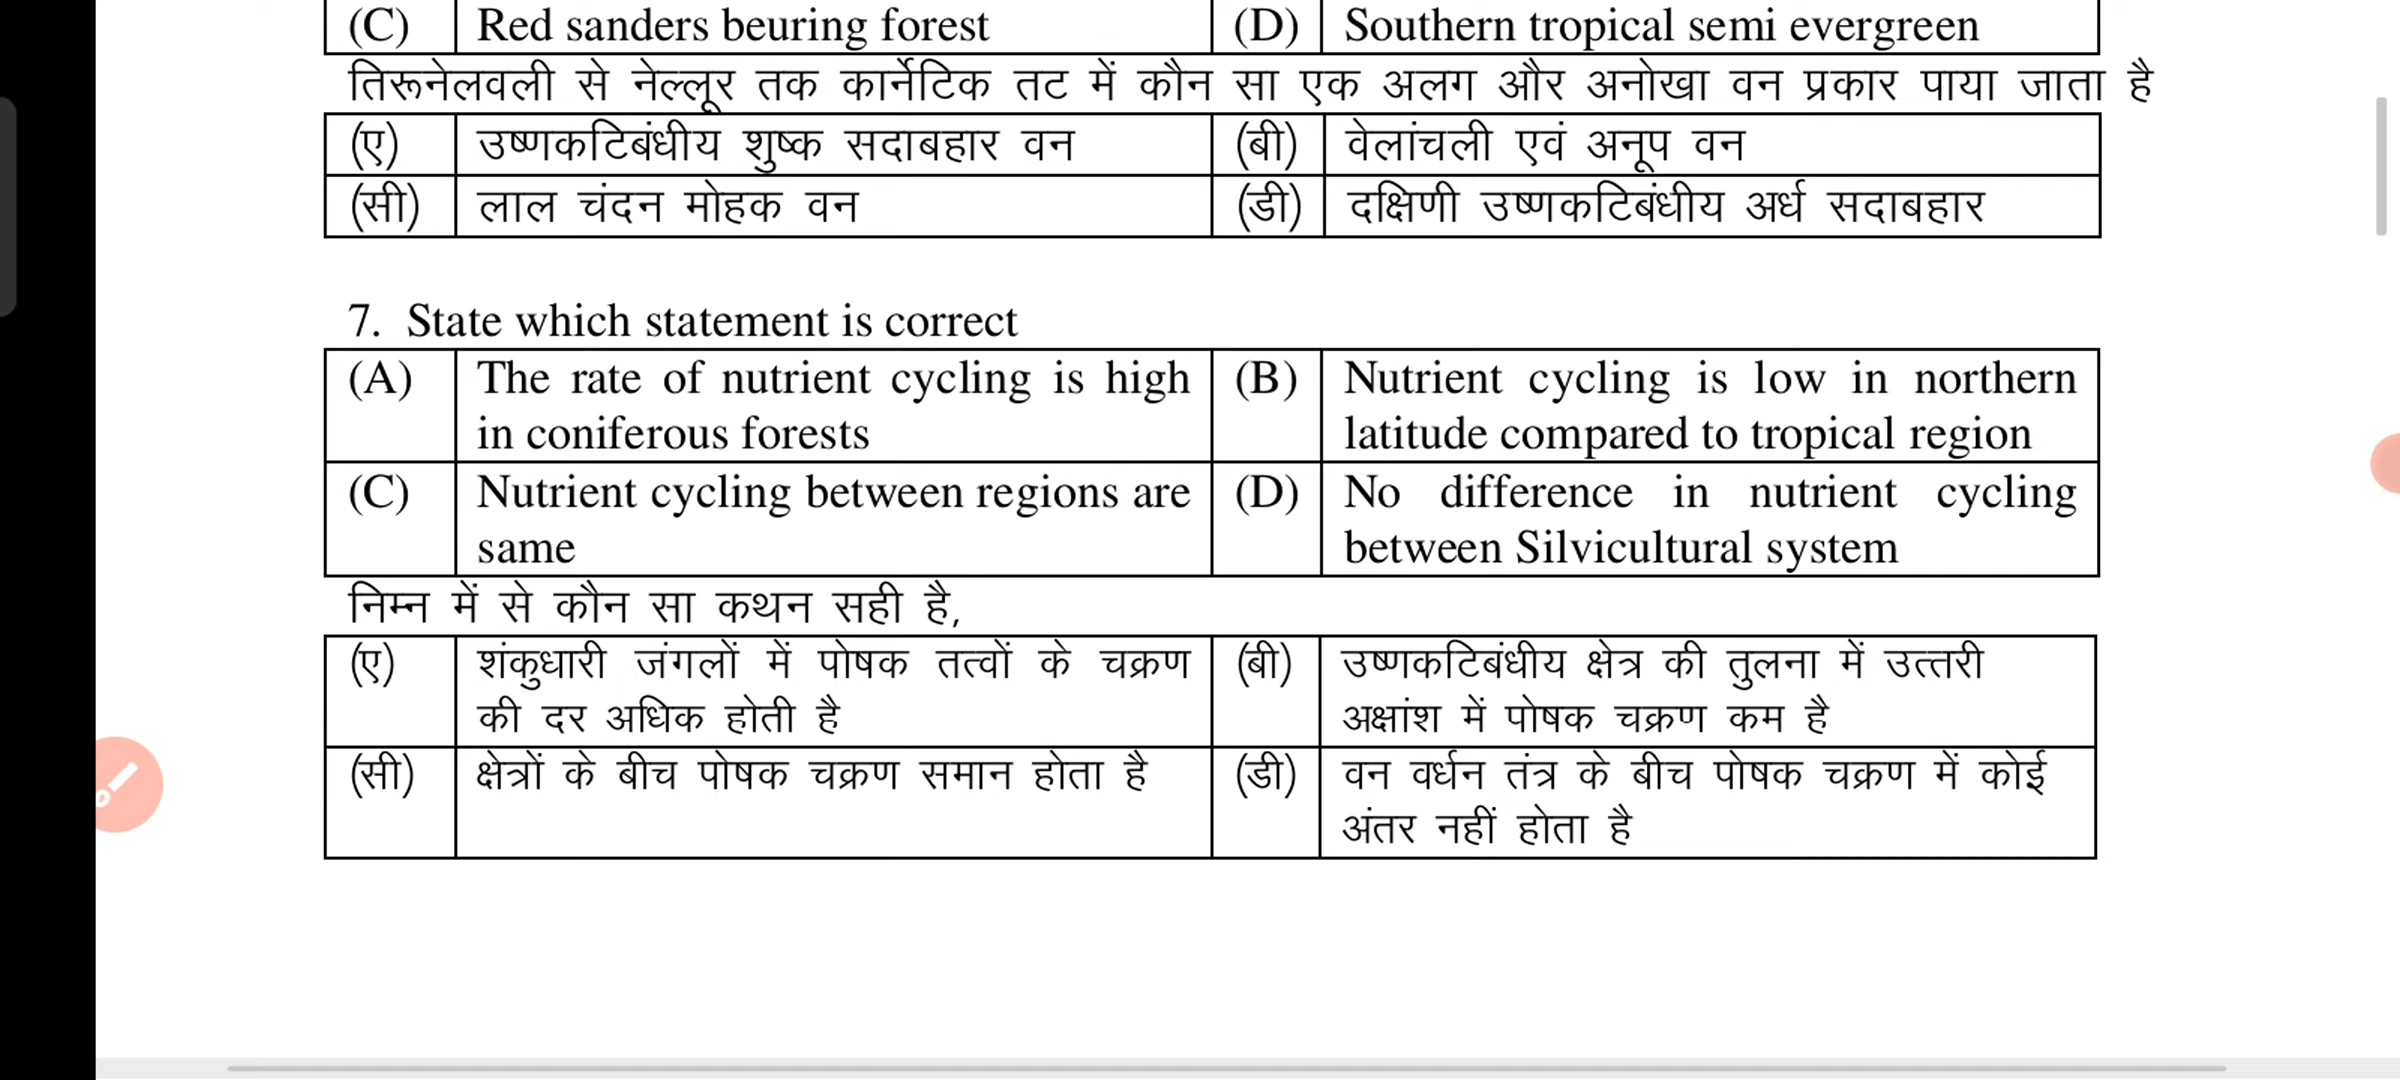 (C) Red sanders beuring forest (D) Southern tropical semi evergreen
तिरूनेलवली से नेल्लूर तक कार्नेटिक तट में कौन सा एक अलग और अनोखा वन प्रकार पाया जाता है
(ए) उष्णकटिबंधीय शुष्क सदाबहार वन (बी) वेलांचली एवं अनूप वन
(सी) लाल चंदन मोहक वन (डी) दक्षिणी उष्णकटिबंधीय अर्ध सदाबहार
7. State which statement is correct
(A) The rate of nutrient cycling is high (B) Nutrient cycling is low in northern
in coniferous forests latitude compared to tropical region
(C) Nutrient cycling between regions are (D) No difference in nutrient cycling
same between Silvicultural system
निम्न में से कौन सा कथन सही है,
(ए) शंकुधारी जंगलों में पोषक तत्वों के चक्रण (बी) उष्णकटिबंधीय क्षेत्र की तुलना में उत्तरी
की दर अधिक होती है अक्षांश में पोषक चक्रण कम है
(सी) क्षेत्रों के बीच पोषक चक्रण समान होता है (डी) वन वर्धन तंत्र के बीच पोषक चक्रण में कोई
अंतर नहीं होता है